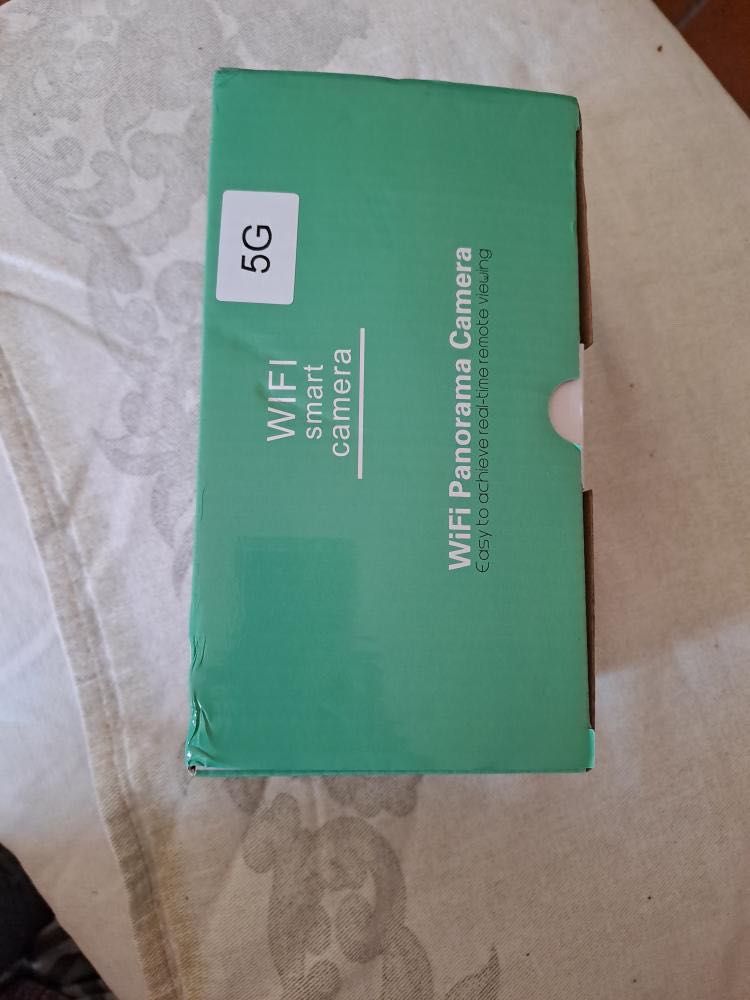 5G
WIFI
smart
camera
WiFi Panorama Camera
Easy to achieve real-time remote viewing